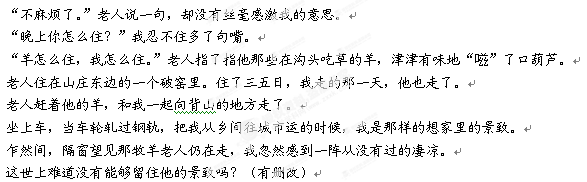 “不麻烦了。”老人说一句，却没有丝毫感激我的意思。
“晚上你怎么住？”我忍不住多了句嘴。
“羊怎么住，我怎么住。”老人指了指他那些在沟头吃草的羊，津津有味地“嗞”了口葫芦。
老人住在山庄东边的一个破窑里。住了三五日，我走的那一天，他也走了。
老人赶着他的羊，和我一起向背山的地方走了。
坐上车，当车轮轧过钢轨，把我从乡间往城市运的时候，我是那样的想家里的景致。
乍然间，隔窗望见那牧羊老人仍在走，我忽然感到一阵从没有过的凄凉。
这世上难道没有能够留住他的景致吗？（有删改）